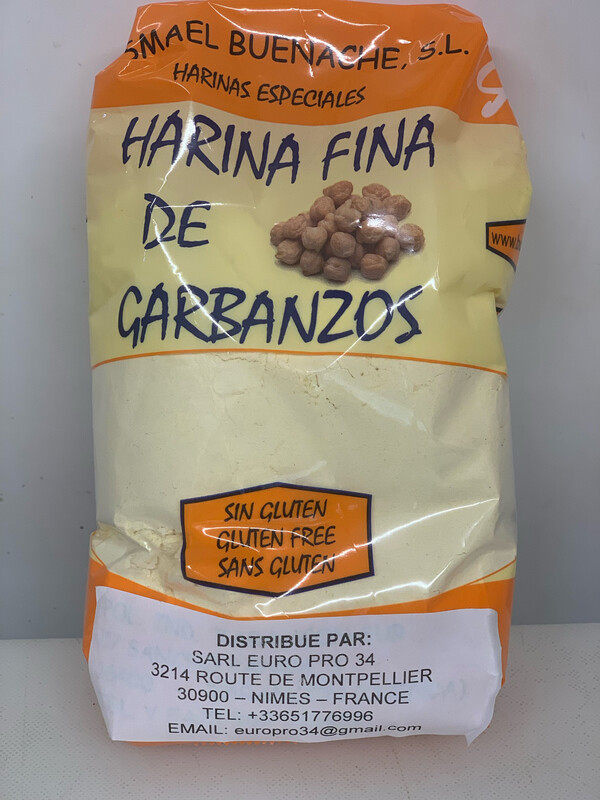 SMAEL BUENACHE, S.L.
HARINAS ESPECIALES
HARINA FINA
DE
GARBANZOS
www.
SIN GLUTEN
GLUTEN FREE
SANS GLUTEN
DISTRIBUE PAR:
SARL EURO PRO 34
3214 ROUTE DE MONTPELLIER
30900 – NIMES – FRANCE
TEL: +33651776996
EMAIL: europro34@gmail.com